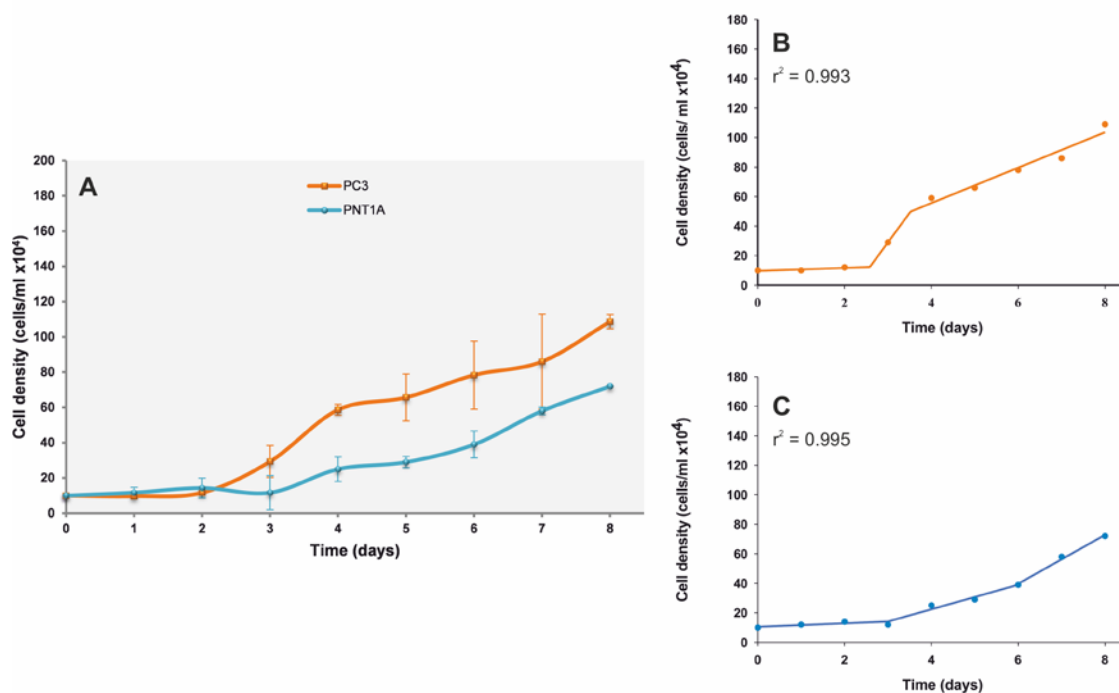 A
PC3
PNT1A
Cell density (cells/ml x10⁴)
200
180
160
140
120
100
80
60
40
20
0
0 1 2 3 4 5 6 7 8
Time (days)
B
r² = 0.993
Cell density (cells/ ml x10⁴)
180
160
140
120
100
80
60
40
20
0
0 2 4 6 8
Time (days)
C
r² = 0.995
Cell density (cells/ml x10⁴)
180
160
140
120
100
80
60
40
20
0
0 2 4 6 8
Time (days)